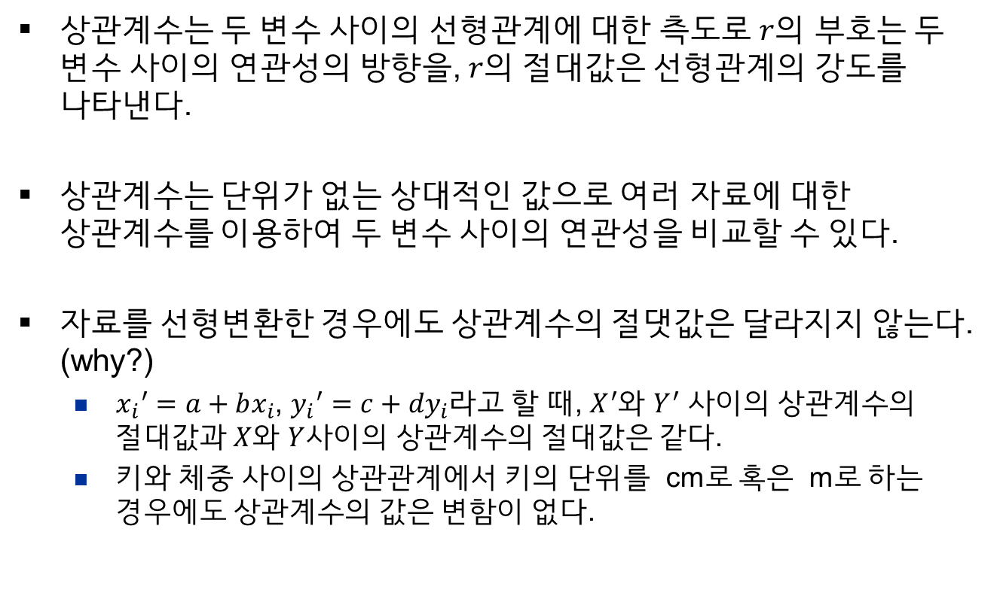 ▪ 상관계수는 두 변수 사이의 선형관계에 대한 측도로 r의 부호는 두
변수 사이의 연관성의 방향을, r의 절대값은 선형관계의 강도를
나타낸다.
▪ 상관계수는 단위가 없는 상대적인 값으로 여러 자료에 대한
상관계수를 이용하여 두 변수 사이의 연관성을 비교할 수 있다.
▪ 자료를 선형변환한 경우에도 상관계수의 절댓값은 달라지지 않는다.
(why?)
▪ xᵢ′ = a + bxᵢ, yᵢ′ = c + dyᵢ라고 할 때, X′와 Y′ 사이의 상관계수의
절대값과 X와 Y사이의 상관계수의 절대값은 같다.
▪ 키와 체중 사이의 상관관계에서 키의 단위를 cm로 혹은 m로 하는
경우에도 상관계수의 값은 변함이 없다.